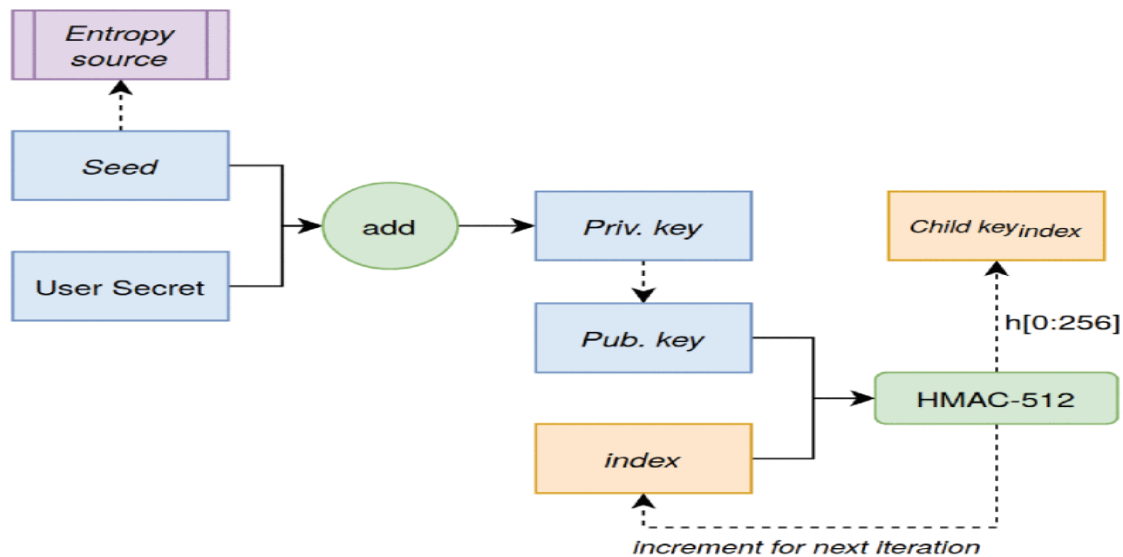 Entropy
source
Seed
add
User Secret
Priv. key
Pub. key
index
Child keyindex
h[0:256]
HMAC-512
increment for next iteration